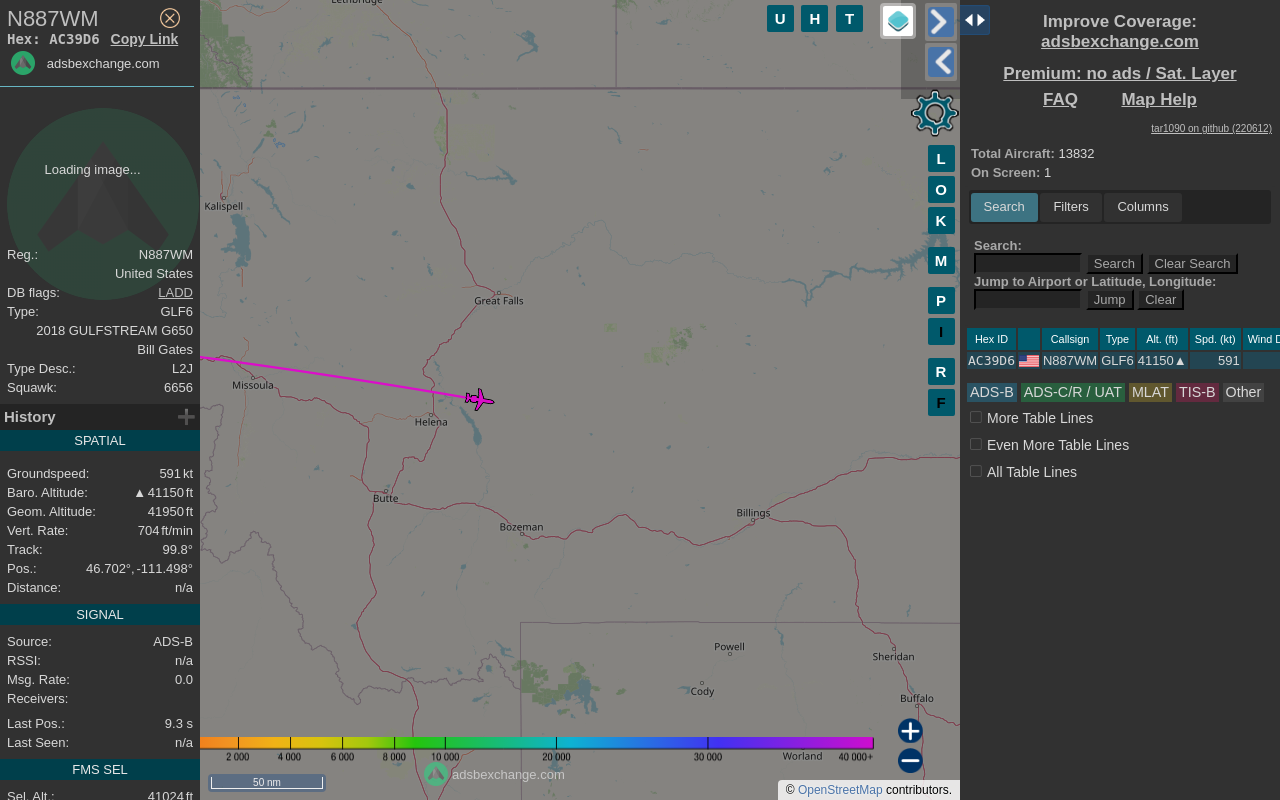 N887WM
Hex: AC39D6 Copy Link
adsbexchange.com
Loading image...
Reg.: N887WM
United States
DB flags: LADD
Type: GLF6
2018 GULFSTREAM G650
Bill Gates
Type Desc.: L2J
Squawk: 6656
History
SPATIAL
Groundspeed: 591 kt
Baro. Altitude: ▲ 41150 ft
Geom. Altitude: 41950 ft
Vert. Rate: 704 ft/min
Track: 99.8°
Pos.: 46.702°, -111.498°
Distance: n/a
SIGNAL
Source: ADS-B
RSSI: n/a
Msg. Rate: 0.0
Receivers:
Last Pos.: 9.3 s
Last Seen: n/a
FMS SEL
Sel. Alt.: 41024 ft
Lethbridge
Kalispell
Great Falls
Missoula
Helena
Butte
Bozeman
Billings
Powell
Cody
Sheridan
Buffalo
Worland
2 000 4 000 6 000 8 000 10 000 20 000 30 000 40 000+
adsbexchange.com
50 nm
© OpenStreetMap contributors.
U H T
L
O
K
M
P
I
R
F
Improve Coverage:
adsbexchange.com
Premium: no ads / Sat. Layer
FAQ Map Help
tar1090 on github (220612)
Total Aircraft: 13832
On Screen: 1
Search Filters Columns
Search:
Search Clear Search
Jump to Airport or Latitude, Longitude:
Jump Clear
Hex ID Callsign Type Alt. (ft) Spd. (kt) Wind D
AC39D6 N887WM GLF6 41150▲ 591
ADS-B ADS-C/R / UAT MLAT TIS-B Other
More Table Lines
Even More Table Lines
All Table Lines